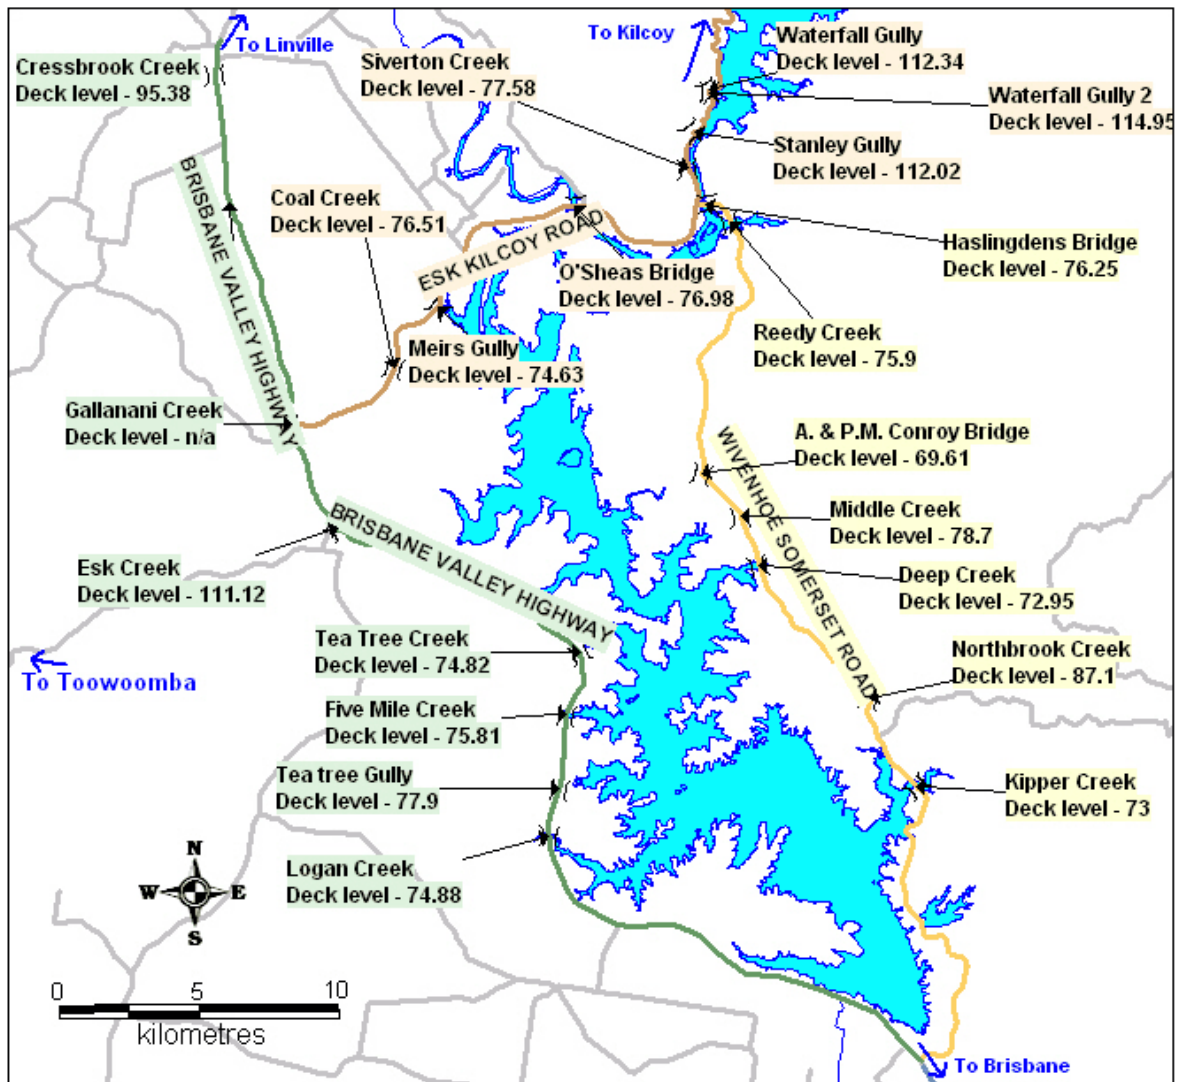 To Linville
To Kilcoy
Waterfall Gully
Deck level - 112.34
Cressbrook Creek
Deck level - 95.38
Siverton Creek
Deck level - 77.58
Waterfall Gully 2
Deck level - 114.95
Stanley Gully
Deck level - 112.02
BRISBANE VALLEY HIGHWAY
Coal Creek
Deck level - 76.51
ESK KILCOY ROAD
Haslingdens Bridge
Deck level - 76.25
O'Sheas Bridge
Deck level - 76.98
Reedy Creek
Deck level - 75.9
Meirs Gully
Deck level - 74.63
Gallanani Creek
Deck level - n/a
A. & P.M. Conroy Bridge
Deck level - 69.61
WIVENHOE SOMERSET ROAD
Middle Creek
Deck level - 78.7
BRISBANE VALLEY HIGHWAY
Esk Creek
Deck level - 111.12
Deep Creek
Deck level - 72.95
Tea Tree Creek
Deck level - 74.82
Northbrook Creek
Deck level - 87.1
To Toowoomba
Five Mile Creek
Deck level - 75.81
Tea tree Gully
Deck level - 77.9
Kipper Creek
Deck level - 73
Logan Creek
Deck level - 74.88
N
W E
S
0 5 10
kilometres
To Brisbane